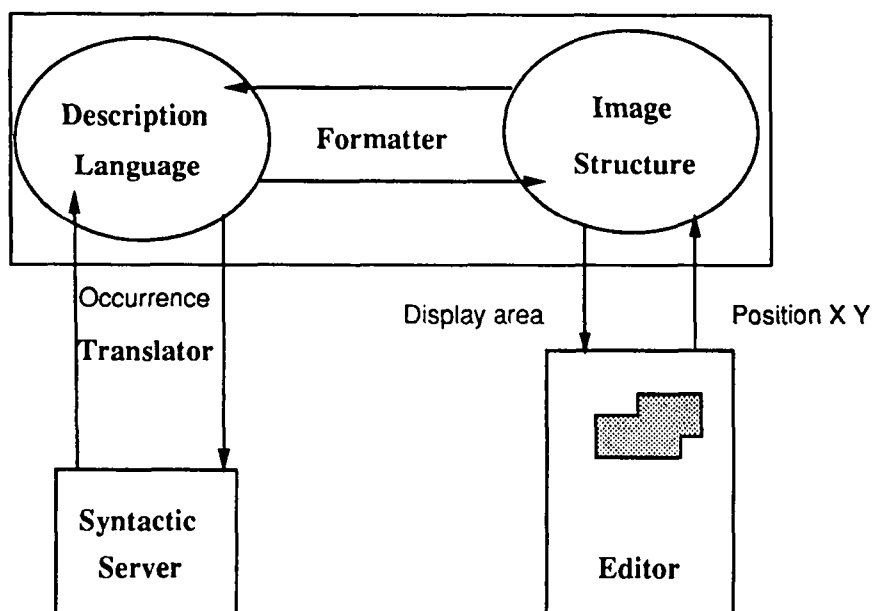 Description
Language
Formatter
Image
Structure
Occurrence
Translator
Display area
Position X Y
Syntactic
Server
Editor